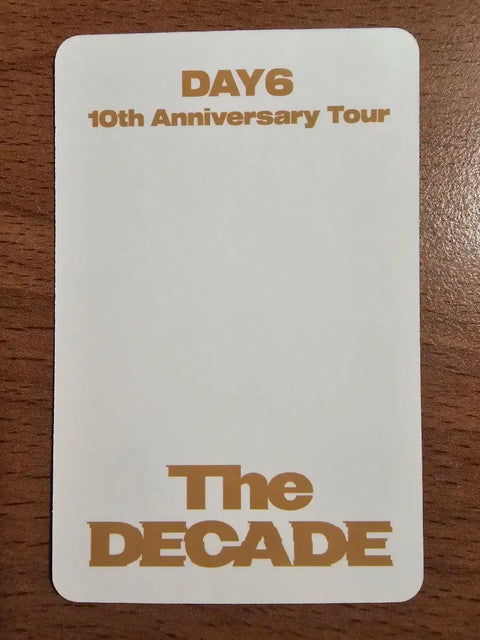 DAY6
10th Anniversary Tour
The
DECADE